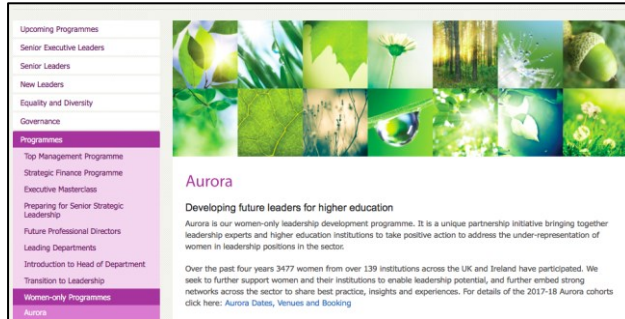 Upcoming Programmes
Senior Executive Leaders
Senior Leaders
New Leaders
Equality and Diversity
Governance
Programmes
Top Management Programme
Strategic Finance Programme
Executive Masterclass
Preparing for Senior Strategic
Leadership
Future Professional Directors
Leading Departments
Introduction to Head of Department
Transition to Leadership
Women-only Programmes
Aurora
Aurora
Developing future leaders for higher education
Aurora is our women-only leadership development programme. It is a unique partnership initiative bringing together
leadership experts and higher education institutions to take positive action to address the under-representation of
women in leadership positions in the sector.
Over the past four years 3477 women from over 139 institutions across the UK and Ireland have participated. We
seek to further support women and their institutions to enable leadership potential, and further embed strong
networks across the sector to share best practice, insights and experiences. For details of the 2017-18 Aurora cohorts
click here: Aurora Dates, Venues and Booking